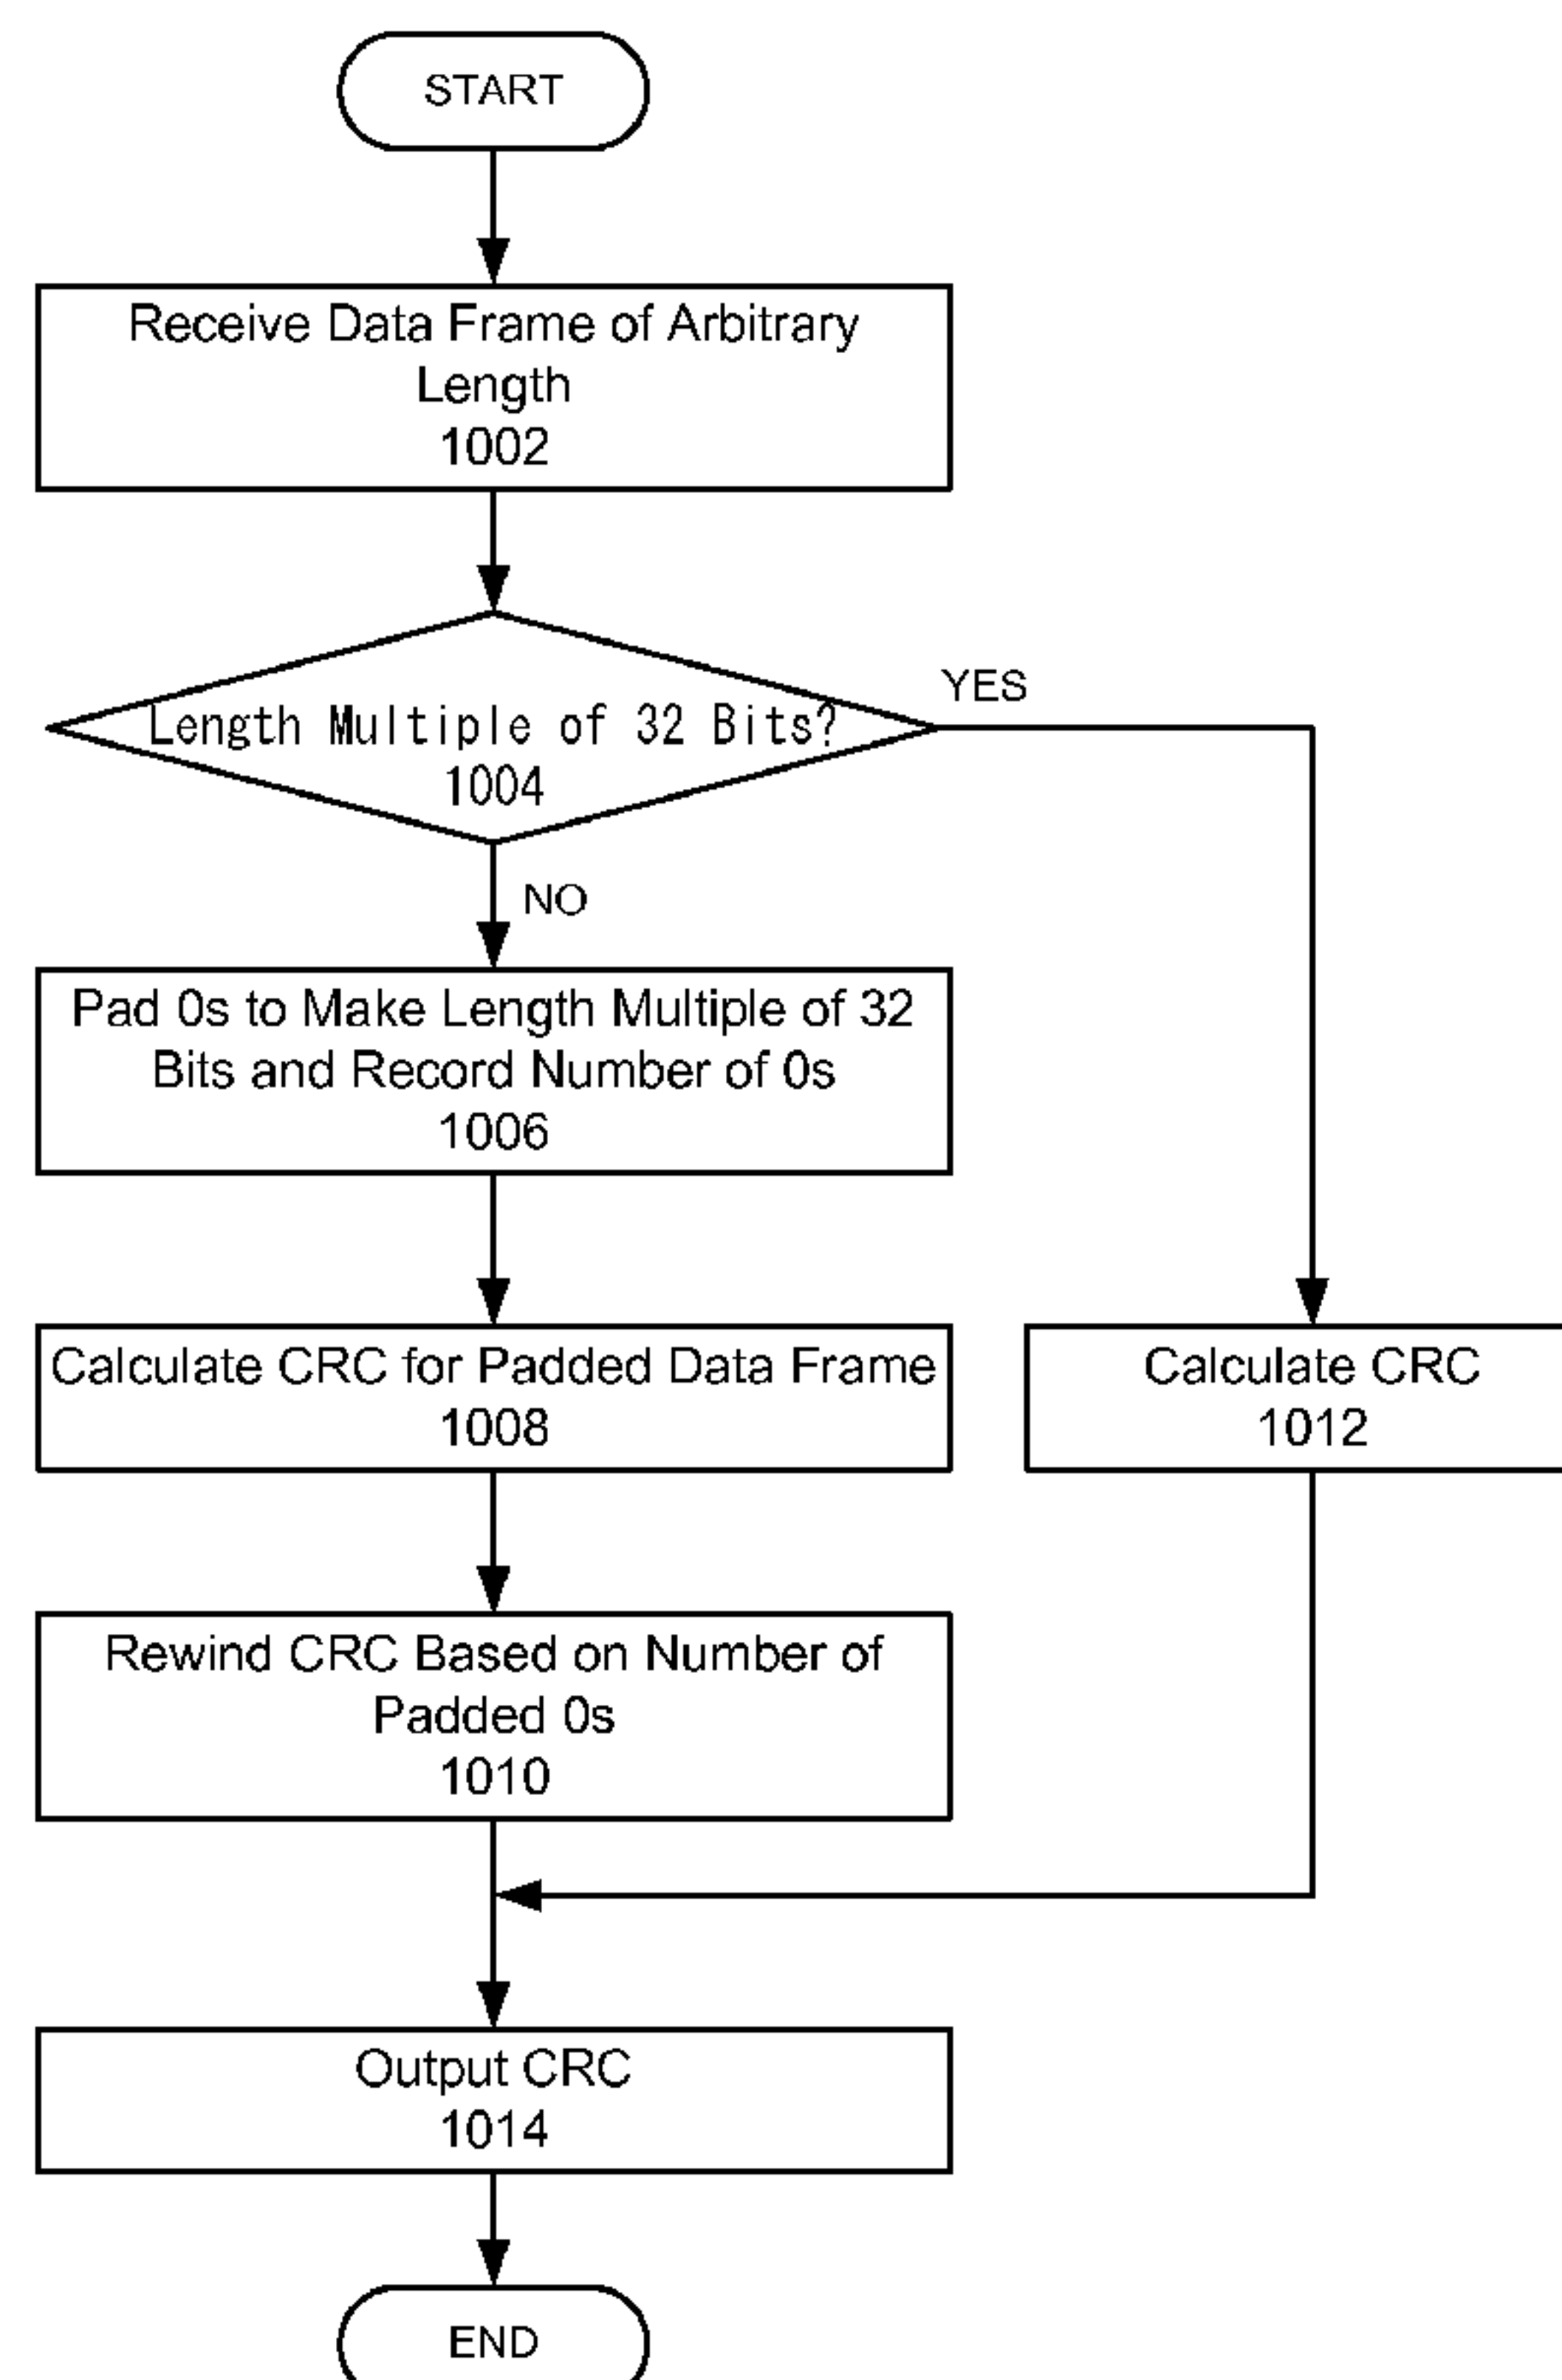 START
Receive Data Frame of Arbitrary
Length
1002
Length Multiple of 32 Bits?
1004
YES
NO
Pad 0s to Make Length Multiple of 32
Bits and Record Number of 0s
1006
Calculate CRC for Padded Data Frame
1008
Calculate CRC
1012
Rewind CRC Based on Number of
Padded 0s
1010
Output CRC
1014
END